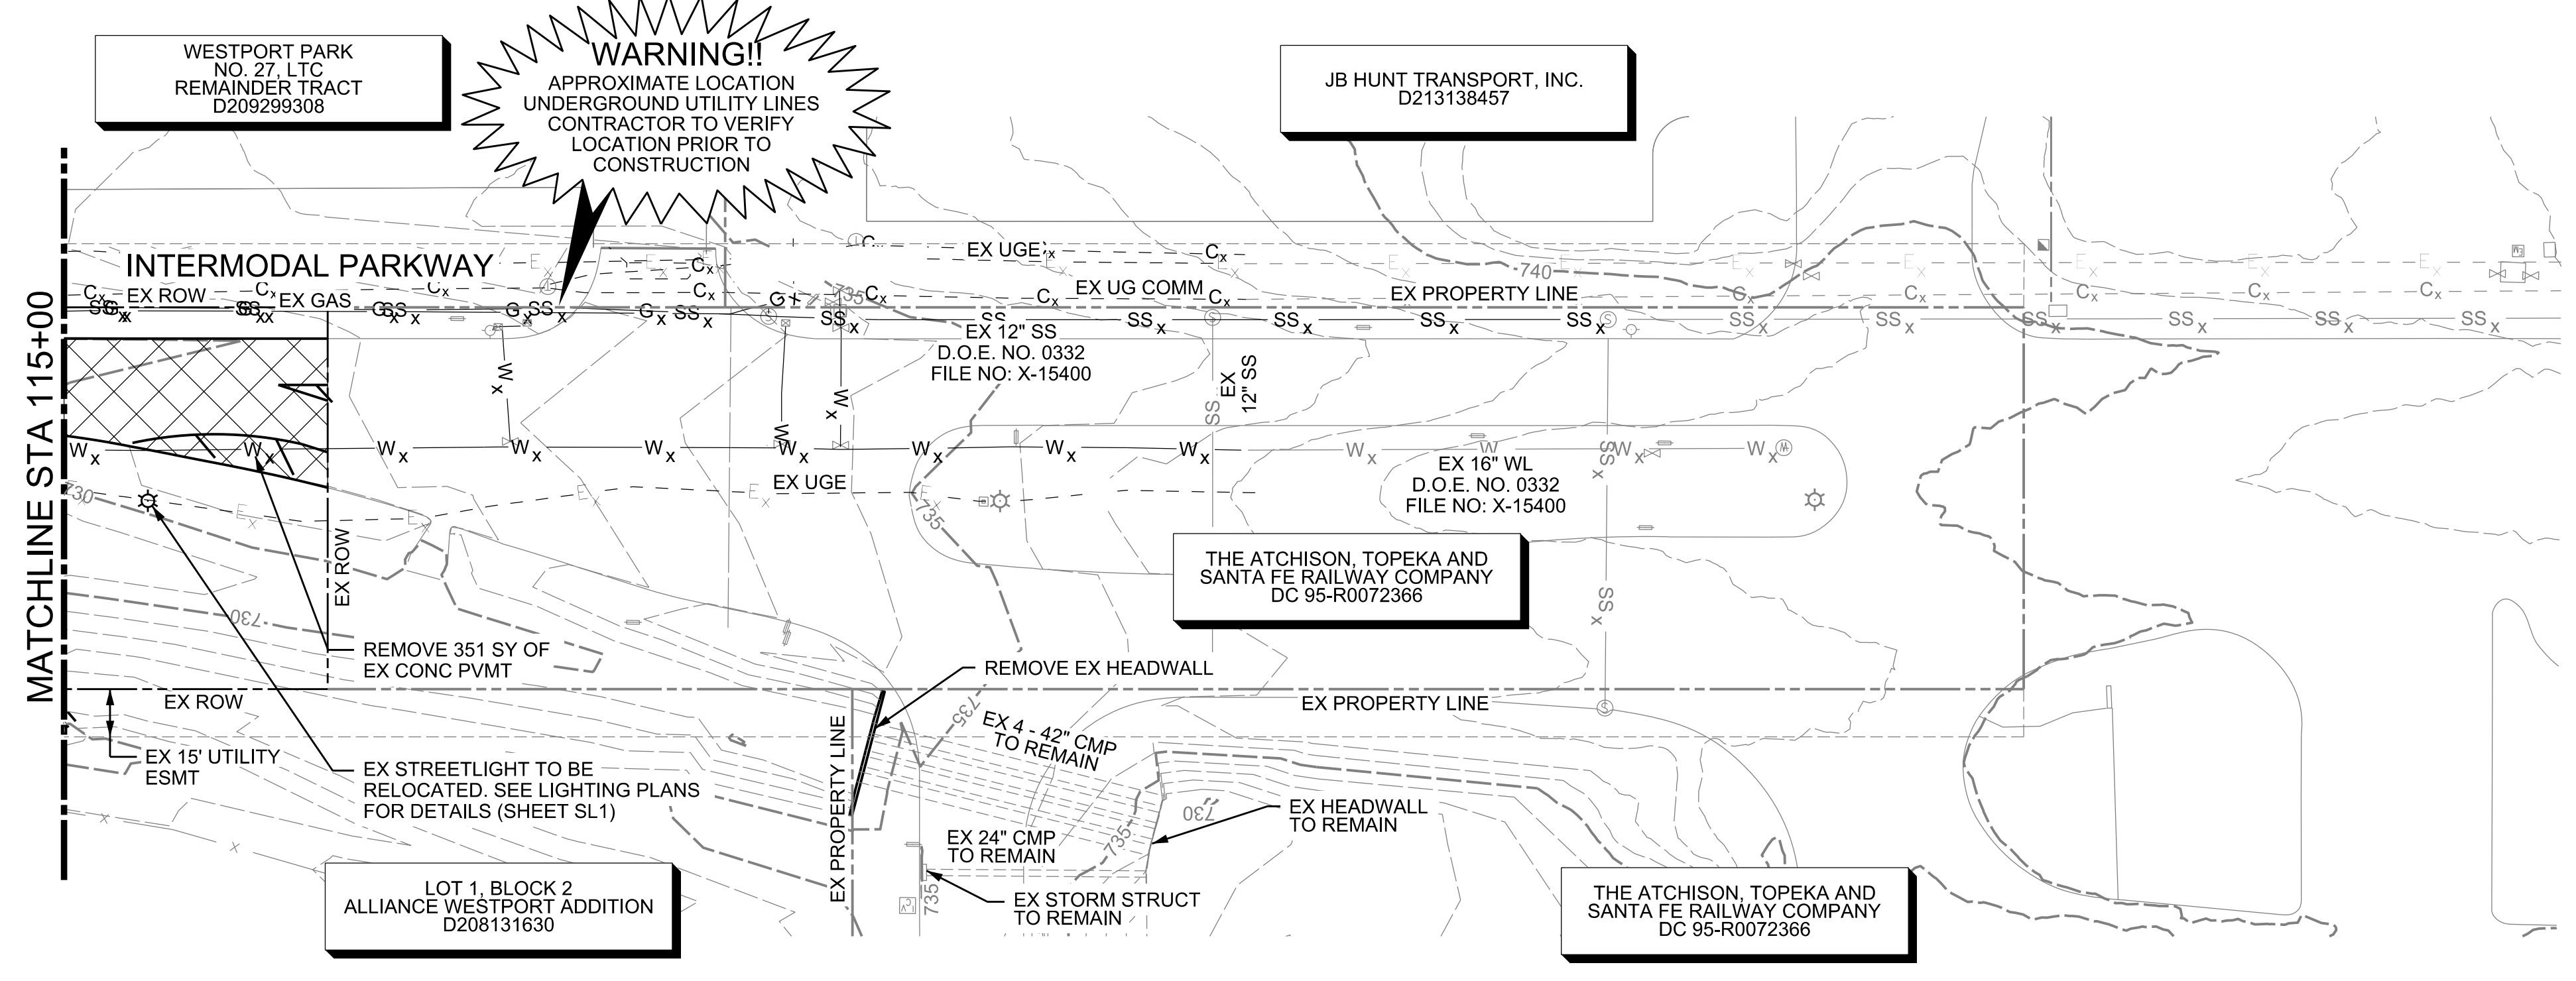 WESTPORT PARK
NO. 27, LTC
REMAINDER TRACT
D209299308
WARNING!!
APPROXIMATE LOCATION
UNDERGROUND UTILITY LINES
CONTRACTOR TO VERIFY
LOCATION PRIOR TO
CONSTRUCTION
JB HUNT TRANSPORT, INC.
D213138457
INTERMODAL PARKWAY
EX UGE
740
EX ROW
EX GAS
EX UG COMM
EX PROPERTY LINE
735
EX 12" SS
D.O.E. NO. 0332
FILE NO: X-15400
EX
12" SS
MATCHLINE STA 115+00
EX UGE
EX 16" WL
D.O.E. NO. 0332
FILE NO: X-15400
730
735
THE ATCHISON, TOPEKA AND
SANTA FE RAILWAY COMPANY
DC 95-R0072366
EX ROW
730
REMOVE 351 SY OF
EX CONC PVMT
REMOVE EX HEADWALL
EX ROW
EX PROPERTY LINE
735
EX 4 - 42" CMP
TO REMAIN
EX 15' UTILITY
ESMT
EX STREETLIGHT TO BE
RELOCATED. SEE LIGHTING PLANS
FOR DETAILS (SHEET SL1)
EX PROPERTY LINE
730
EX HEADWALL
TO REMAIN
EX 24" CMP
TO REMAIN
735
735
EX STORM STRUCT
TO REMAIN
LOT 1, BLOCK 2
ALLIANCE WESTPORT ADDITION
D208131630
THE ATCHISON, TOPEKA AND
SANTA FE RAILWAY COMPANY
DC 95-R0072366